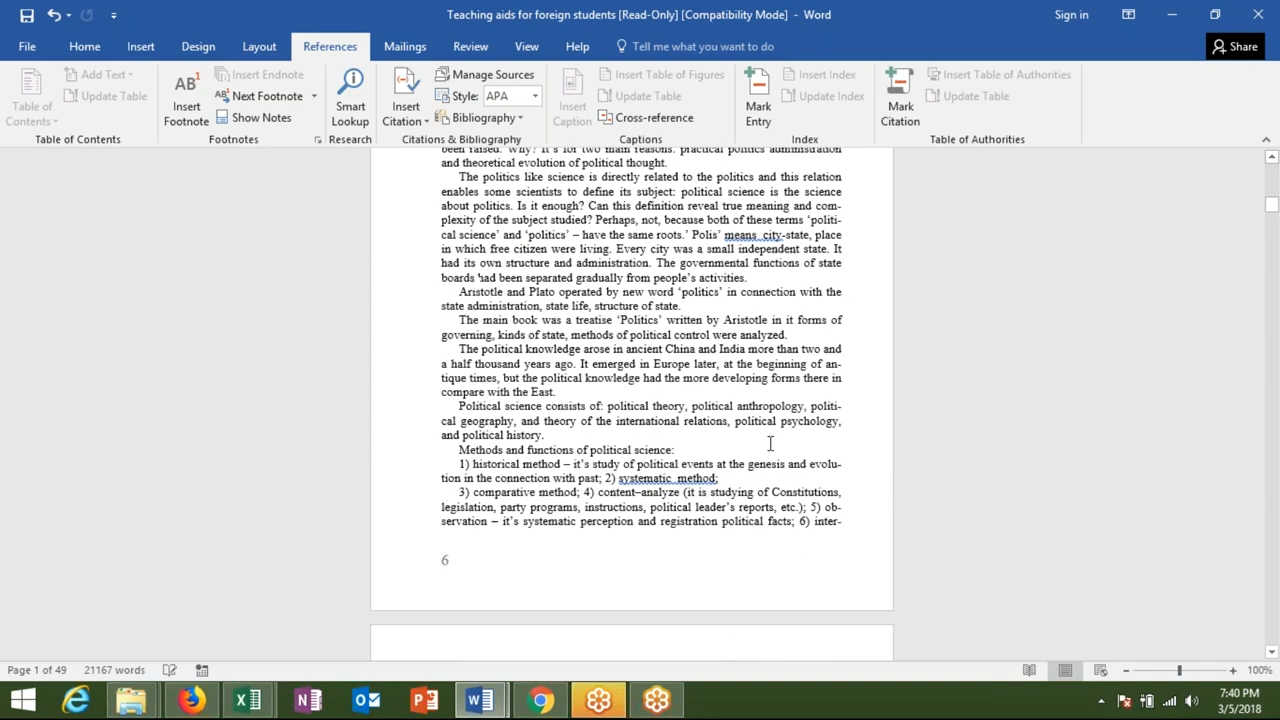 Teaching aids for foreign students [Read-Only] [Compatibility Mode] - Word
Sign in
File Home Insert Design Layout References Mailings Review View Help Tell me what you want to do
Share
Table of Contents
Add Text
Update Table
Table of Contents
AB1 Insert Footnote
Insert Endnote
AB1 Next Footnote
Show Notes
Footnotes
Smart Lookup
Research
Insert Citation
Manage Sources
Style: APA
Bibliography
Citations & Bibliography
Insert Caption
Insert Table of Figures
Update Table
Cross-reference
Captions
Mark Entry
Insert Index
Update Index
Index
Mark Citation
Insert Table of Authorities
Update Table
Table of Authorities
been raised. Why? It's for two main reasons: practical politics administration
and theoretical evolution of political thought.
The politics like science is directly related to the politics and this relation
enables some scientists to define its subject: political science is the science
about politics. Is it enough? Can this definition reveal true meaning and com-
plexity of the subject studied? Perhaps, not, because both of these terms ‘politi-
cal science’ and ‘politics’ – have the same roots.’ Polis’ means city-state, place
in which free citizen were living. Every city was a small independent state. It
had its own structure and administration. The governmental functions of state
boards had been separated gradually from people’s activities.
Aristotle and Plato operated by new word ‘politics’ in connection with the
state administration, state life, structure of state.
The main book was a treatise ‘Politics’ written by Aristotle in it forms of
governing, kinds of state, methods of political control were analyzed.
The political knowledge arose in ancient China and India more than two and
a half thousand years ago. It emerged in Europe later, at the beginning of an-
tique times, but the political knowledge had the more developing forms there in
compare with the East.
Political science consists of: political theory, political anthropology, politi-
cal geography, and theory of the international relations, political psychology,
and political history.
Methods and functions of political science:
1) historical method – it’s study of political events at the genesis and evolu-
tion in the connection with past; 2) systematic method;
3) comparative method; 4) content–analyze (it is studying of Constitutions,
legislation, party programs, instructions, political leader’s reports, etc.); 5) ob-
servation – it’s systematic perception and registration political facts; 6) inter-
6
Page 1 of 49 21167 words
100%
7:40 PM
3/5/2018